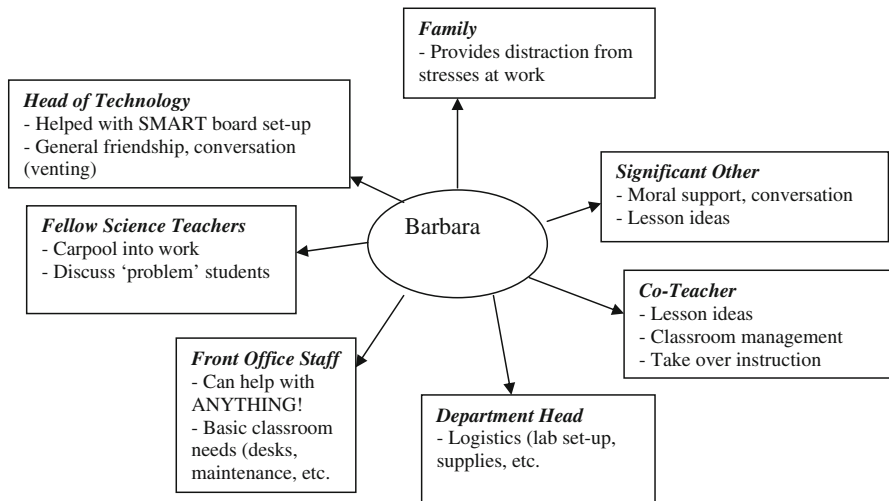 Family
- Provides distraction from
stresses at work
Head of Technology
- Helped with SMART board set-up
- General friendship, conversation
(venting)
Significant Other
- Moral support, conversation
- Lesson ideas
Barbara
Fellow Science Teachers
- Carpool into work
- Discuss ‘problem’ students
Co-Teacher
- Lesson ideas
- Classroom management
- Take over instruction
Front Office Staff
- Can help with
ANYTHING!
- Basic classroom
needs (desks,
maintenance, etc.
Department Head
- Logistics (lab set-up,
supplies, etc.